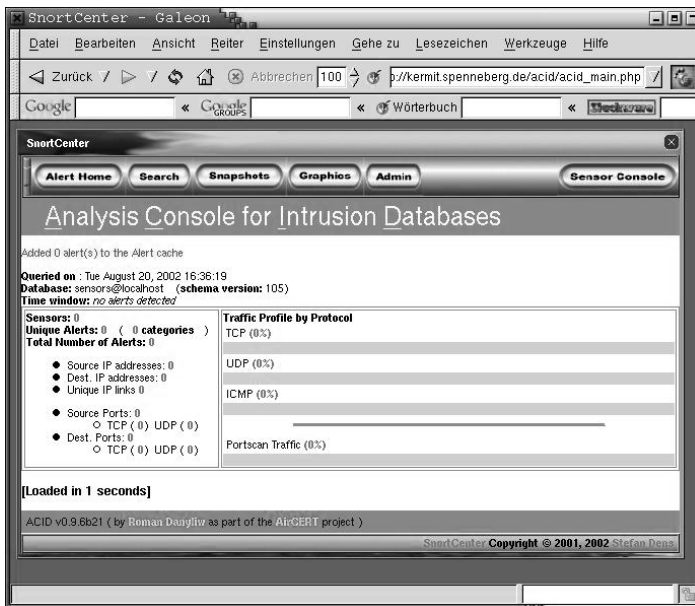 SnortCenter - Galeon
Datei Bearbeiten Ansicht Reiter Einstellungen Gehe zu Lesezeichen Werkzeuge Hilfe
Zurück Abbrechen 100 p://kermit.spenneberg.de/acid/acid_main.php
Google « Google GROUPS « Wörterbuch «
SnortCenter
Alert Home Search Snapshots Graphics Admin Sensor Console
Analysis Console for Intrusion Databases
Added 0 alert(s) to the Alert cache
Queried on : Tue August 20, 2002 16:36:19
Database: sensors@localhost (schema version: 105)
Time window: no alerts detected
Sensors: 0
Unique Alerts: 0 ( 0 categories )
Total Number of Alerts: 0
Source IP addresses: 0
Dest. IP addresses: 0
Unique IP links 0
Source Ports: 0
TCP ( 0) UDP ( 0)
Dest. Ports: 0
TCP ( 0) UDP ( 0)
Traffic Profile by Protocol
TCP (0%)
UDP (0%)
ICMP (0%)
Portscan Traffic (0%)
[Loaded in 1 seconds]
ACID v0.9.6b21 ( by Roman Danyliw as part of the AirCERT project )
SnortCenter Copyright © 2001, 2002 Stefan Dens